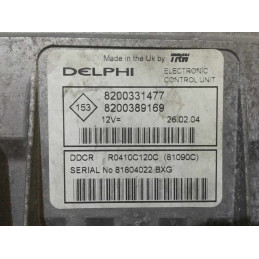 Made in the Uk by TRW
DELPHI ELECTRONIC
CONTROL UNIT
8200331477
153 8200389169
12V= 26.02.04
DDCR R0410C120C (81090C)
SERIAL No 81804022 BXG